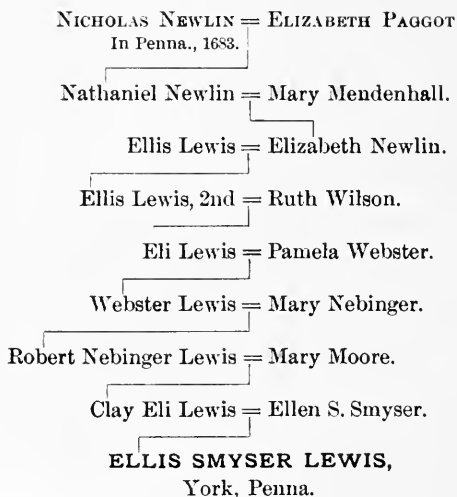 NICHOLAS NEWLIN = ELIZABETH PAGGOT
In Penna., 1683.
Nathaniel Newlin = Mary Mendenhall.
Ellis Lewis = Elizabeth Newlin.
Ellis Lewis, 2nd = Ruth Wilson.
Eli Lewis = Pamela Webster.
Webster Lewis = Mary Nebinger.
Robert Nebinger Lewis = Mary Moore.
Clay Eli Lewis = Ellen S. Smyser.
ELLIS SMYSER LEWIS,
York, Penna.